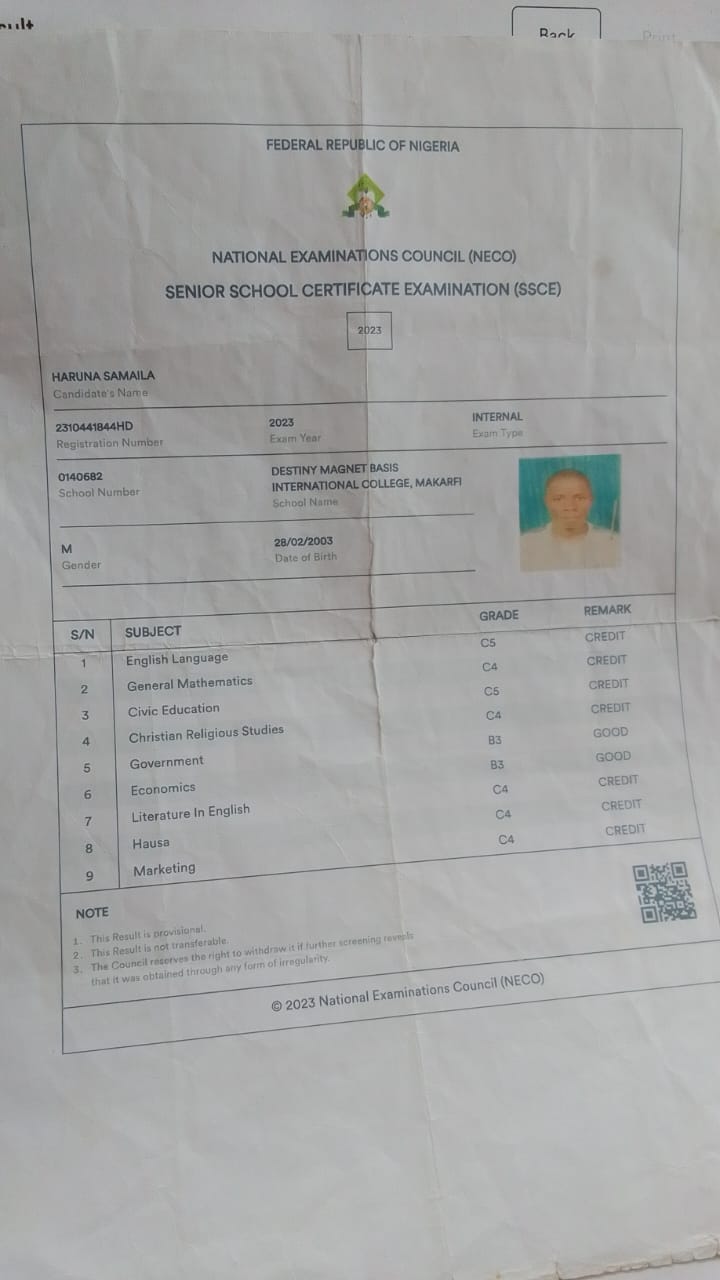 Back
Print
FEDERAL REPUBLIC OF NIGERIA
NATIONAL EXAMINATIONS COUNCIL (NECO)
SENIOR SCHOOL CERTIFICATE EXAMINATION (SSCE)
2023
HARUNA SAMAILA
Candidate's Name
2310441844HD 2023 INTERNAL
Registration Number Exam Year Exam Type
0140682 DESTINY MAGNET BASIS
INTERNATIONAL COLLEGE, MAKARFI
School Number School Name
M 28/02/2003
Gender Date of Birth
S/N SUBJECT GRADE REMARK
1 English Language C5 CREDIT
2 General Mathematics C4 CREDIT
3 Civic Education C5 CREDIT
4 Christian Religious Studies C4 CREDIT
5 Government B3 GOOD
6 Economics B3 GOOD
7 Literature In English C4 CREDIT
8 Hausa C4 CREDIT
9 Marketing C4 CREDIT
NOTE
1. This Result is provisional.
2. This Result is not transferable.
3. The Council reserves the right to withdraw it if further screening reveals
that it was obtained through any form of irregularity.
© 2023 National Examinations Council (NECO)